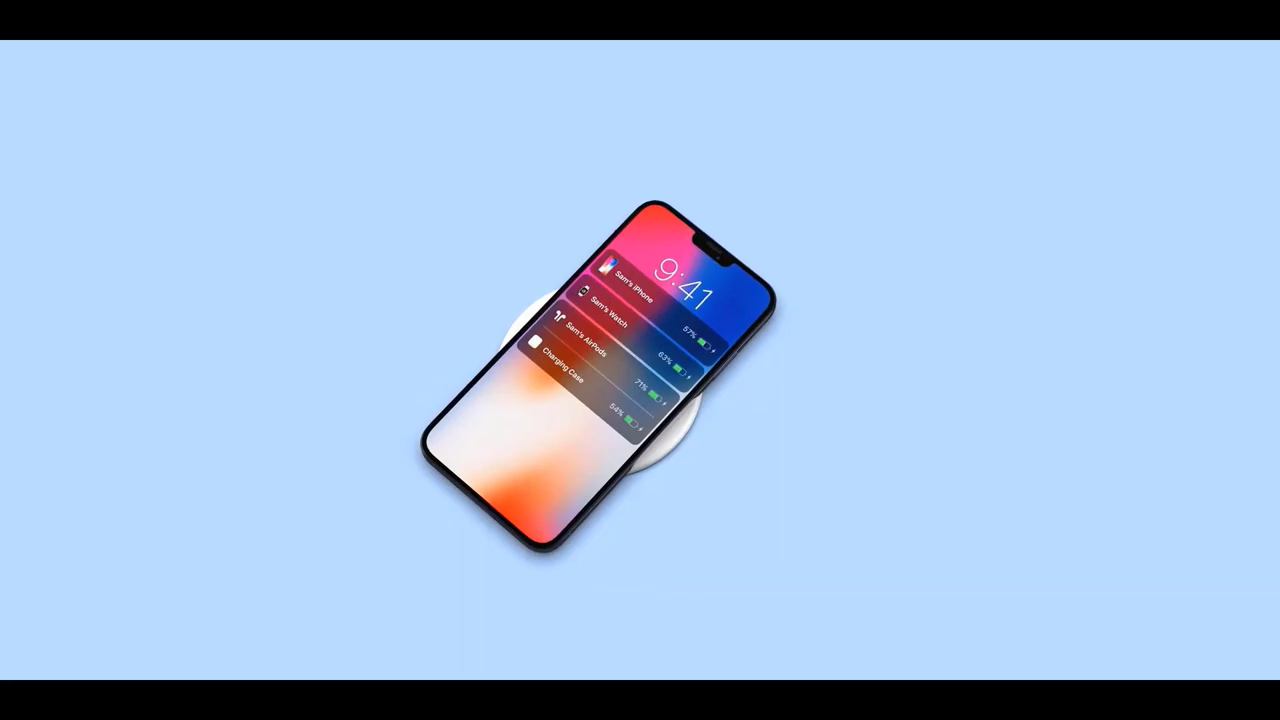 9:41
Sam's iPhone
57%
Sam's Watch
63%
Sam's AirPods
71%
Charging Case
54%